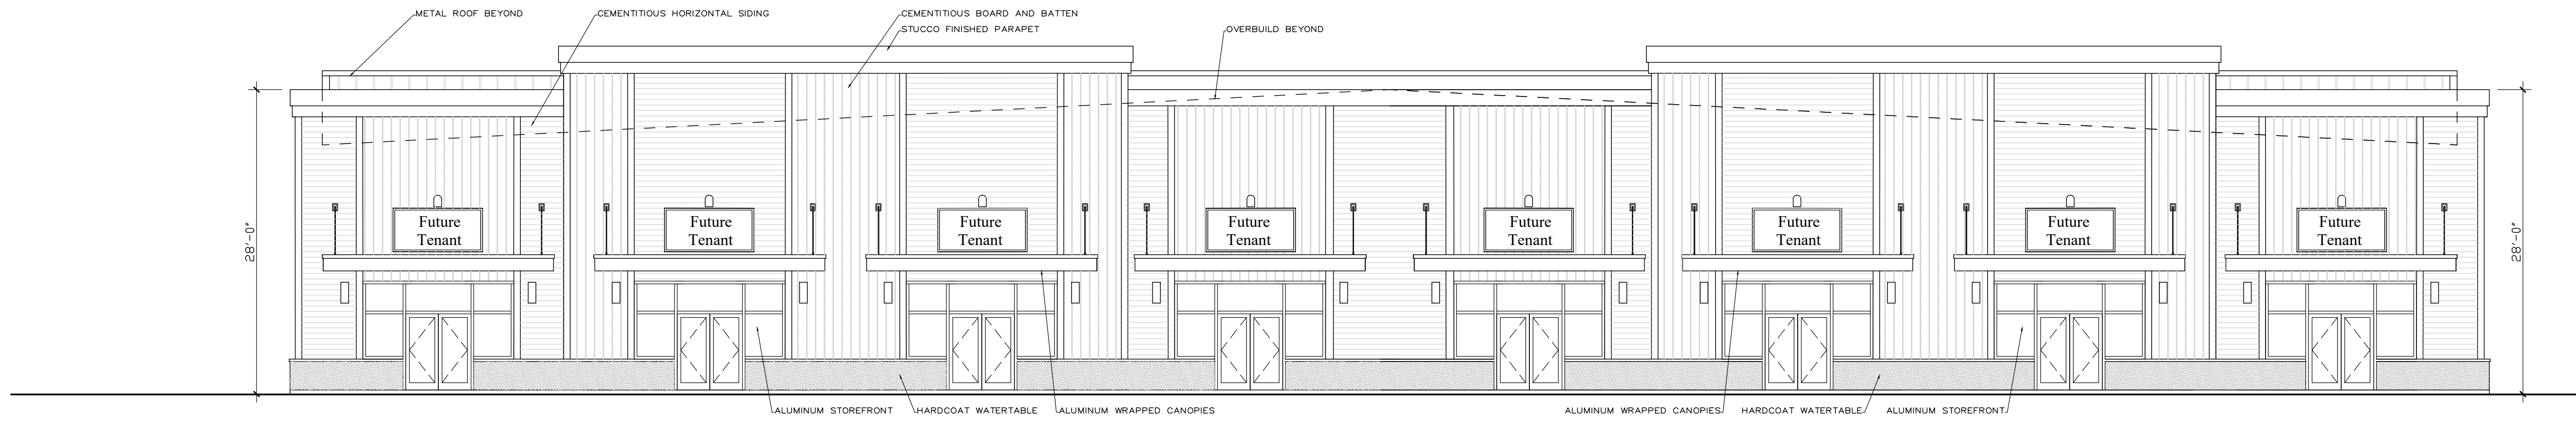 METAL ROOF BEYOND
CEMENTITIOUS HORIZONTAL SIDING
CEMENTITIOUS BOARD AND BATTEN
STUCCO FINISHED PARAPET
OVERBUILD BEYOND
28'-0"
Future
Tenant
Future
Tenant
Future
Tenant
Future
Tenant
Future
Tenant
Future
Tenant
Future
Tenant
Future
Tenant
28'-0"
ALUMINUM STOREFRONT
HARDCOAT WATERTABLE
ALUMINUM WRAPPED CANOPIES
ALUMINUM WRAPPED CANOPIES
HARDCOAT WATERTABLE
ALUMINUM STOREFRONT